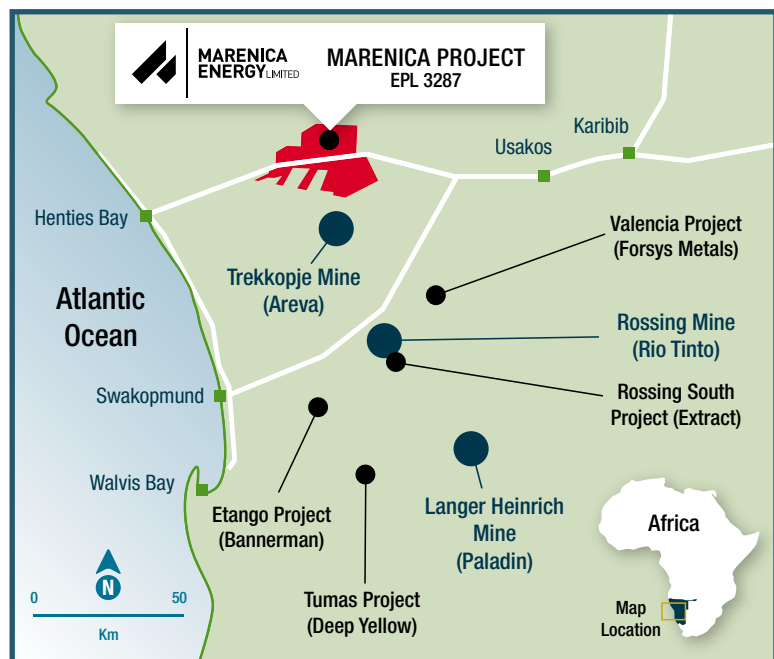 MARENICA
ENERGY LIMITED
MARENICA PROJECT
EPL 3287
Karibib
Usakos
Henties Bay
Valencia Project
(Forsys Metals)
Trekkopje Mine
(Areva)
Atlantic
Ocean
Rossing Mine
(Rio Tinto)
Rossing South
Project (Extract)
Swakopmund
Walvis Bay
Etango Project
(Bannerman)
Langer Heinrich
Mine
(Paladin)
Africa
N
0 50
Km
Tumas Project
(Deep Yellow)
Map
Location